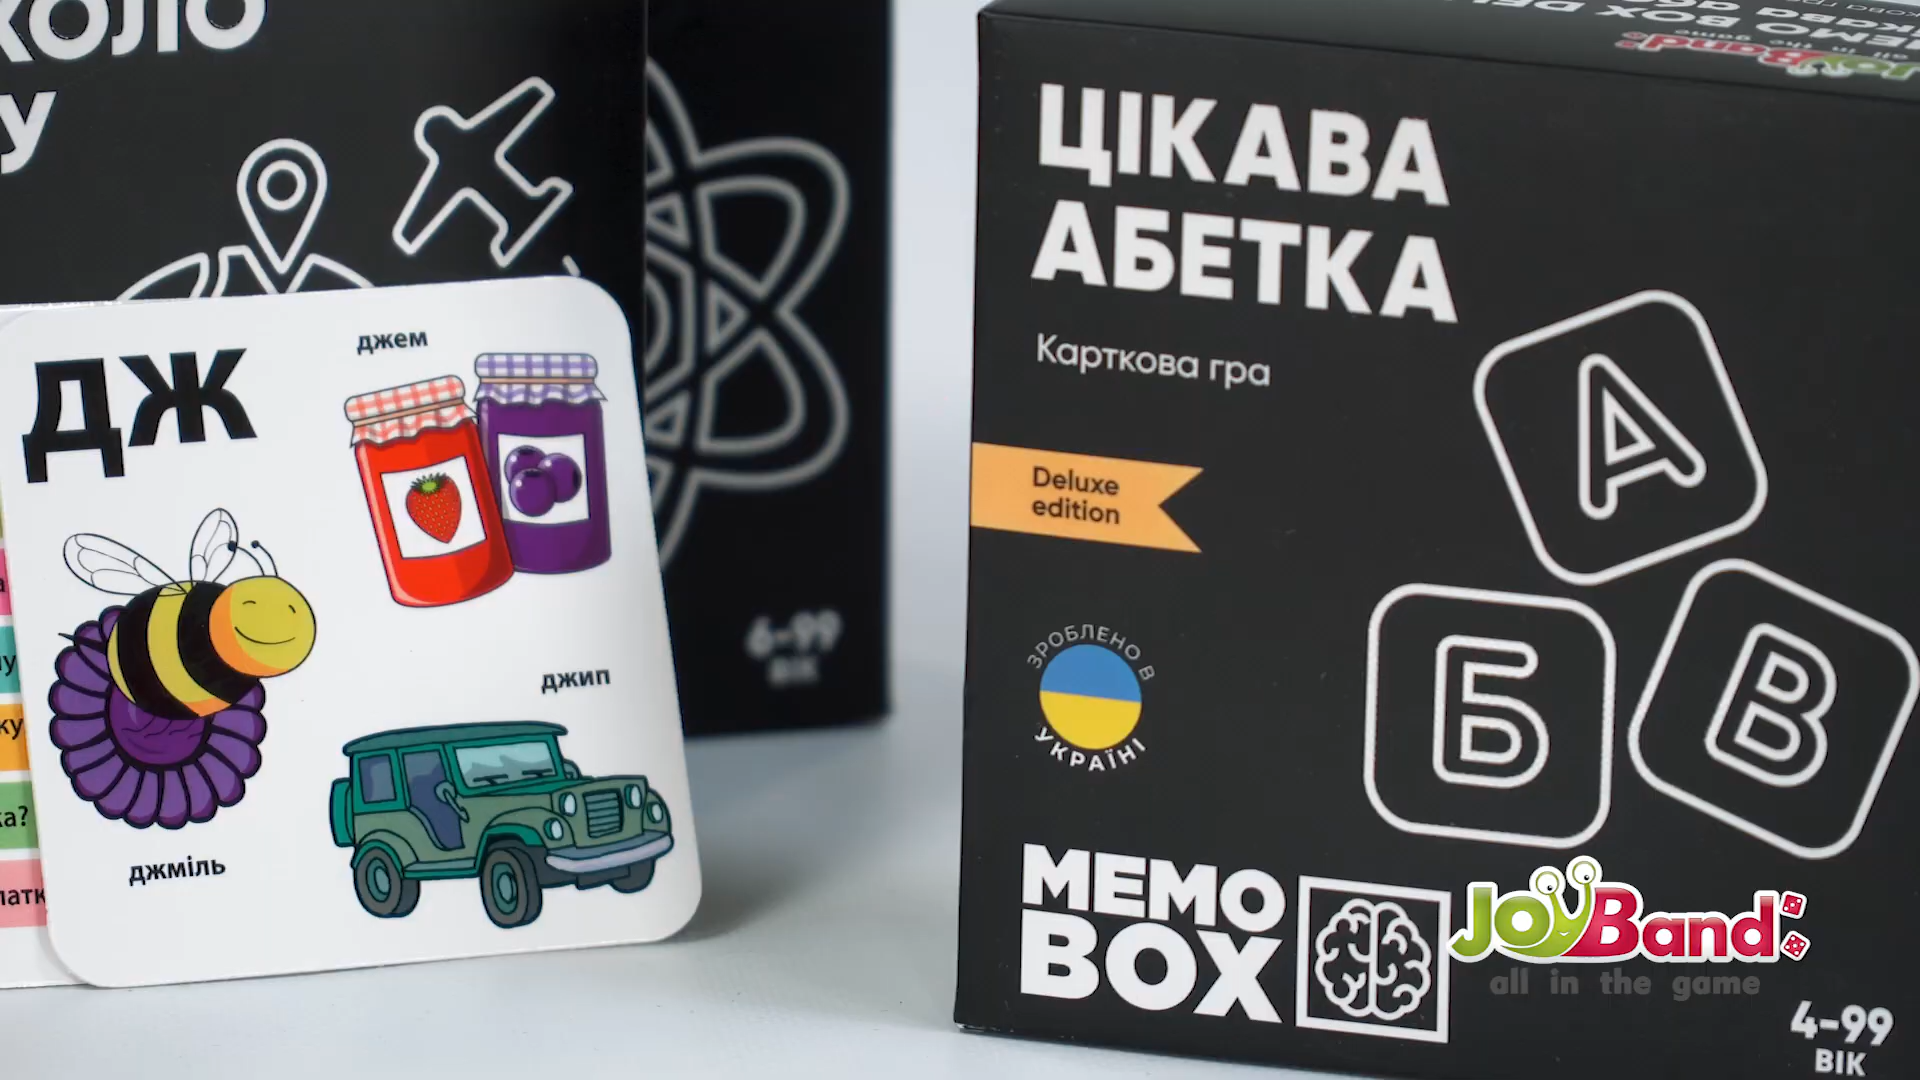 ДЖ
джем
джміль
джип
6-99
ВІК
ЦІКАВА
АБЕТКА
Карткова гра
Deluxe
edition
А
Б
В
ЗРОБЛЕНО В
УКРАЇНІ
MEMO
BOX
JoyBand
all in the game
4-99
ВІК